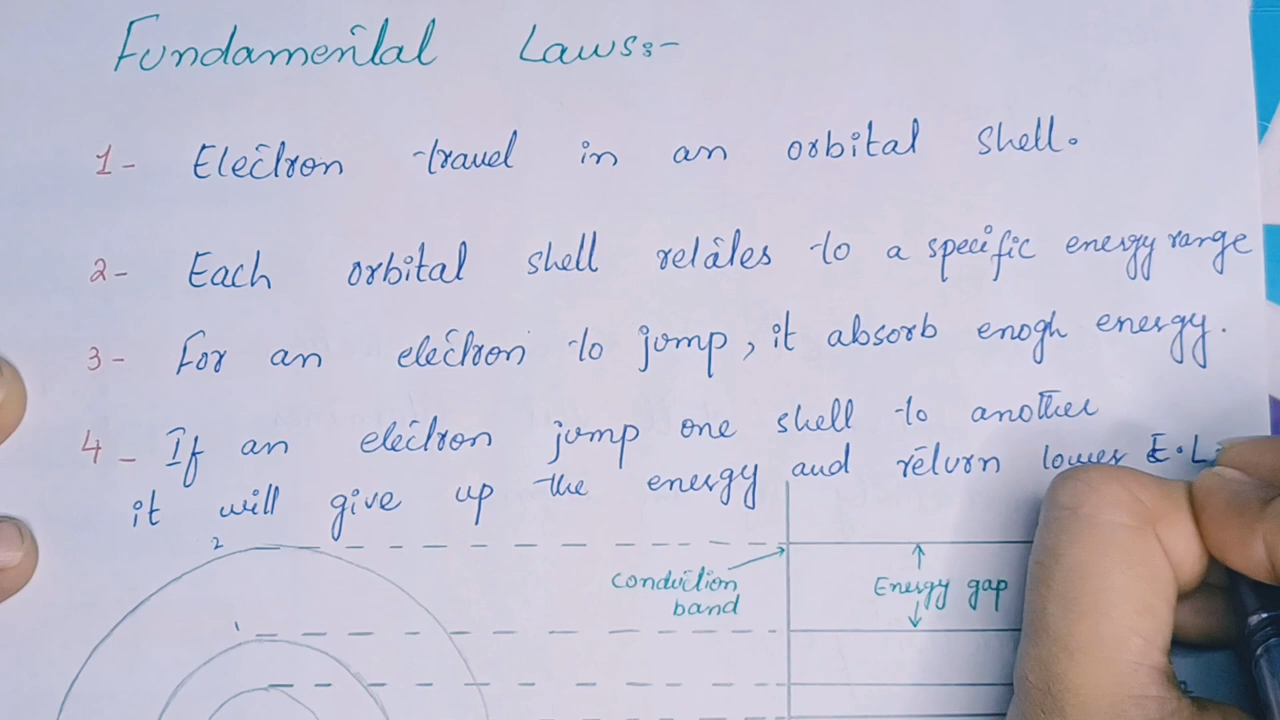 Fundamental Laws:-
1- Electron travel in an orbital shell.
2- Each orbital shell relates to a specific energy range
3- For an electron to jump, it absorb enogh energy.
4- If an electron jump one shell to another
it will give up the energy and return lower E.L
2
conduction
band
Energy gap
1